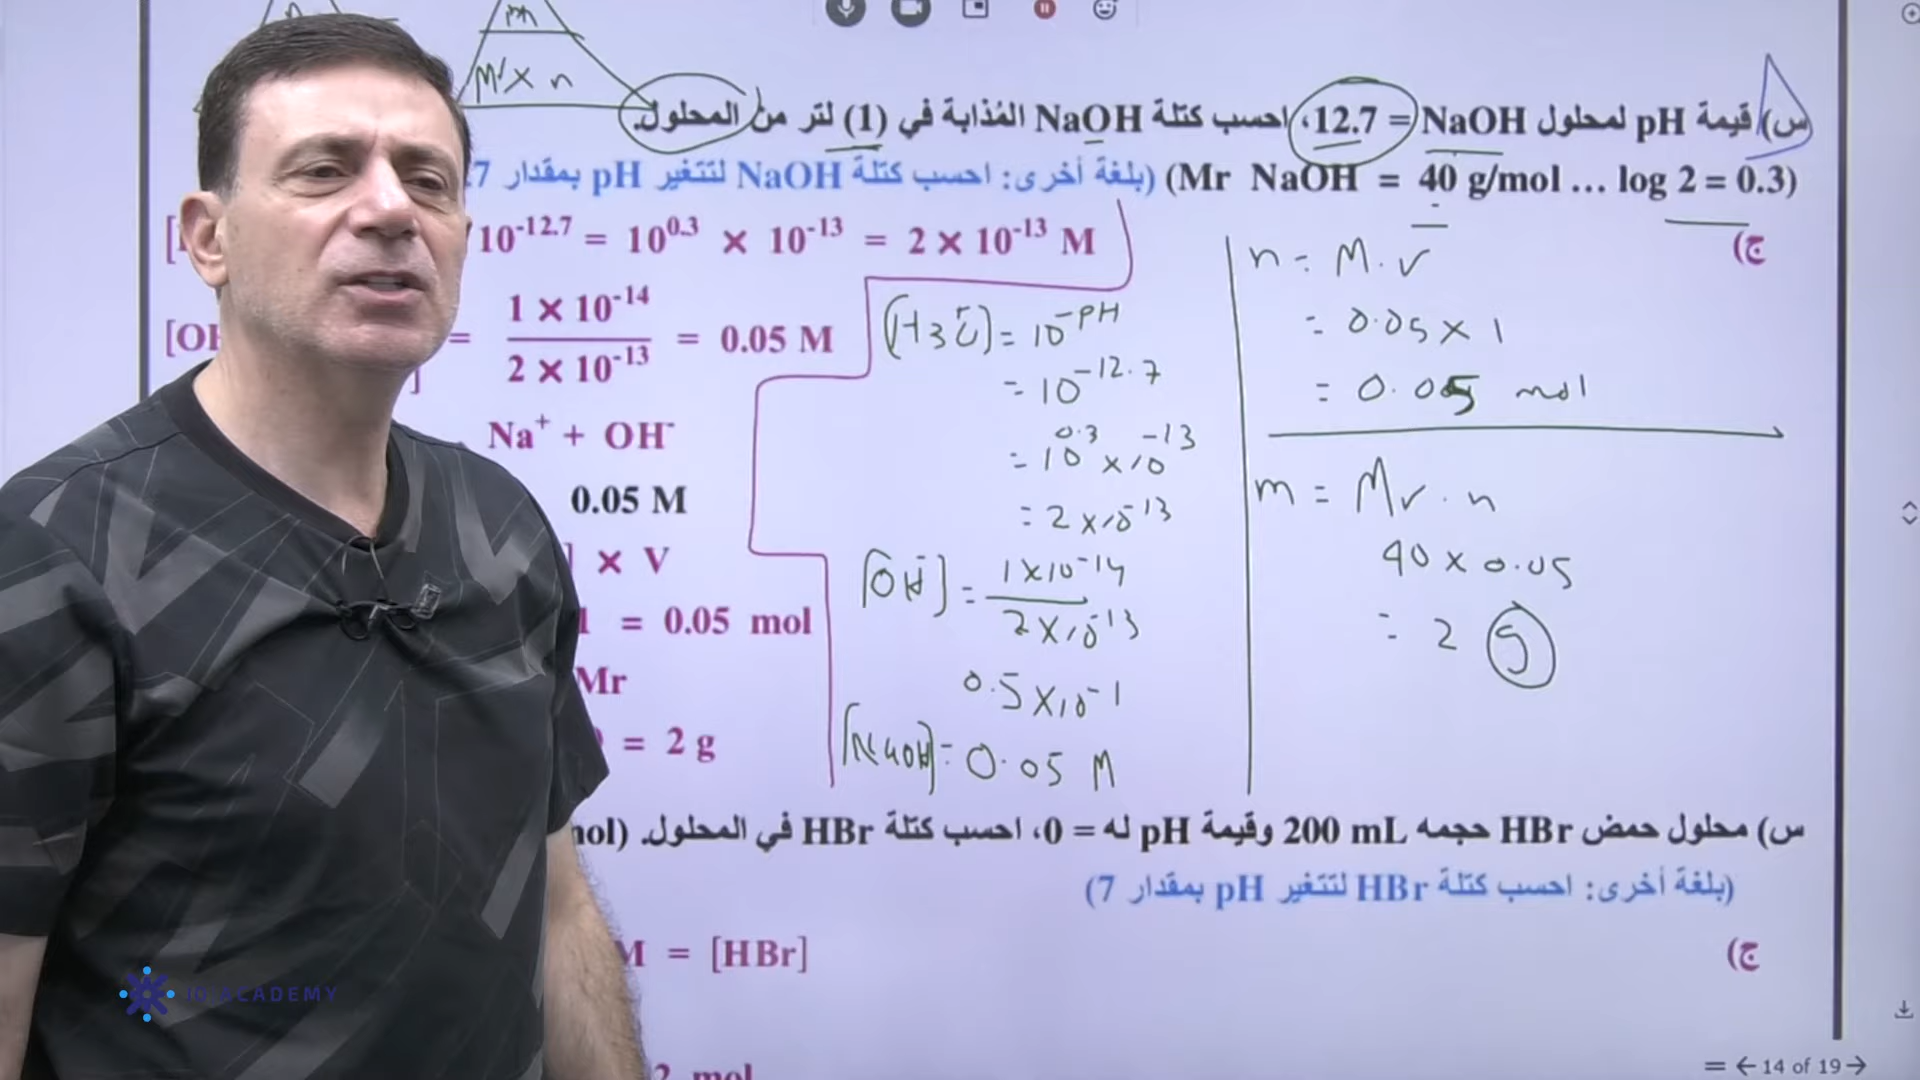 m
M r × n
س) قيمة pH لمحلول NaOH = 12.7، احسب كتلة NaOH المُذابة في (1) لتر من المحلول.
(Mr NaOH = 40 g/mol ... log 2 = 0.3) (بلغة أخرى: احسب كتلة NaOH لتتغير pH بمقدار
ج)
10^-12.7 = 10^0.3 × 10^-13 = 2 × 10^-13 M
= 1 × 10^-14 / 2 × 10^-13 = 0.05 M
Na+ + OH-
0.05 M
× V
= 0.05 mol
Mr
= 2 g
= 10^-pH
= 10^-12.7
= 10^0.3 × 10^-13
= 2 × 10^-13
[OH-] = 1×10^-14 / 2×10^-13
0.5 × 10^-1
[NaOH] = 0.05 M
n = M . v
= 0.05 × 1
= 0.05 mol
m = Mr . n
40 × 0.05
= 2 g
س) محلول حمض HBr حجمه 200 mL وقيمة pH له = 0، احسب كتلة HBr في المحلول.
(بلغة أخرى: احسب كتلة HBr لتتغير pH بمقدار 7)
ج)
M = [HBr]
mol
JO ACADEMY
14 of 19